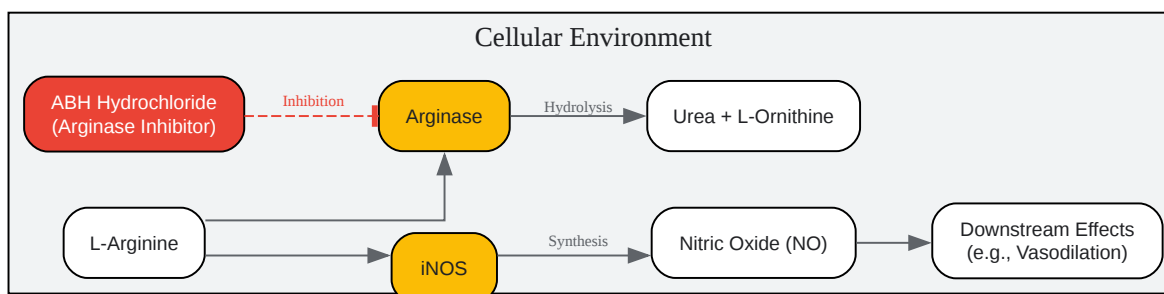 Cellular Environment
ABH Hydrochloride
(Arginase Inhibitor)
Inhibition
Arginase
Hydrolysis
Urea + L-Ornithine
L-Arginine
iNOS
Synthesis
Nitric Oxide (NO)
Downstream Effects
(e.g., Vasodilation)